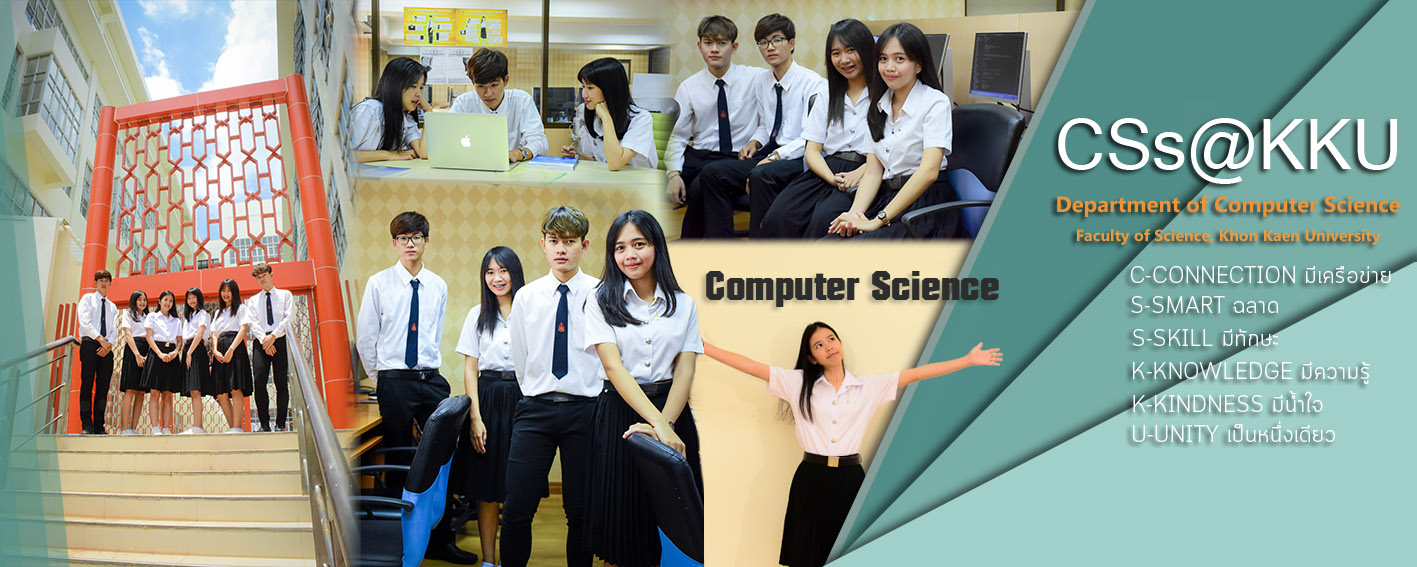 Computer Science
CSs@KKU
Department of Computer Science
Faculty of Science, Khon Kaen University
C-CONNECTION มีเครือข่าย
S-SMART ฉลาด
S-SKILL มีทักษะ
K-KNOWLEDGE มีความรู้
K-KINDNESS มีน้ำใจ
U-UNITY เป็นหนึ่งเดียว